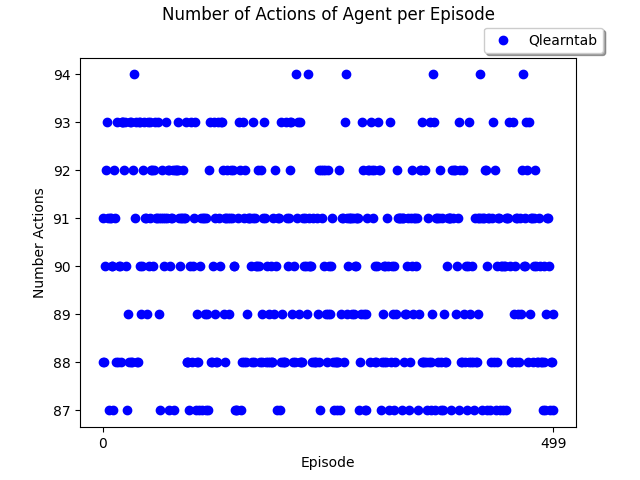 Number of Actions of Agent per Episode
Qlearntab
94
93
92
91
90
89
88
87
Number Actions
0
499
Episode